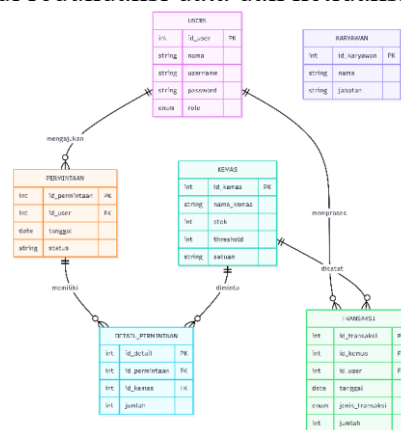 USERS
int id_user PK
string nama
string username
string password
enum role
KARYAWAN
int id_karyawan PK
string nama
string jabatan
mengajukan
PERMINTAAN
int id_permintaan PK
int id_user FK
date tanggal
string status
KEMAS
int id_kemas PK
string nama_kemas
int stok
int threshold
string satuan
memproses
memiliki
diminta
dicatat
DETAIL_PERMINTAAN
int id_detail PK
int id_permintaan FK
int id_kemas FK
int jumlah
TRANSAKSI
int id_transaksi
int id_kemas
int id_user
date tanggal
enum jenis_transaksi
int jumlah